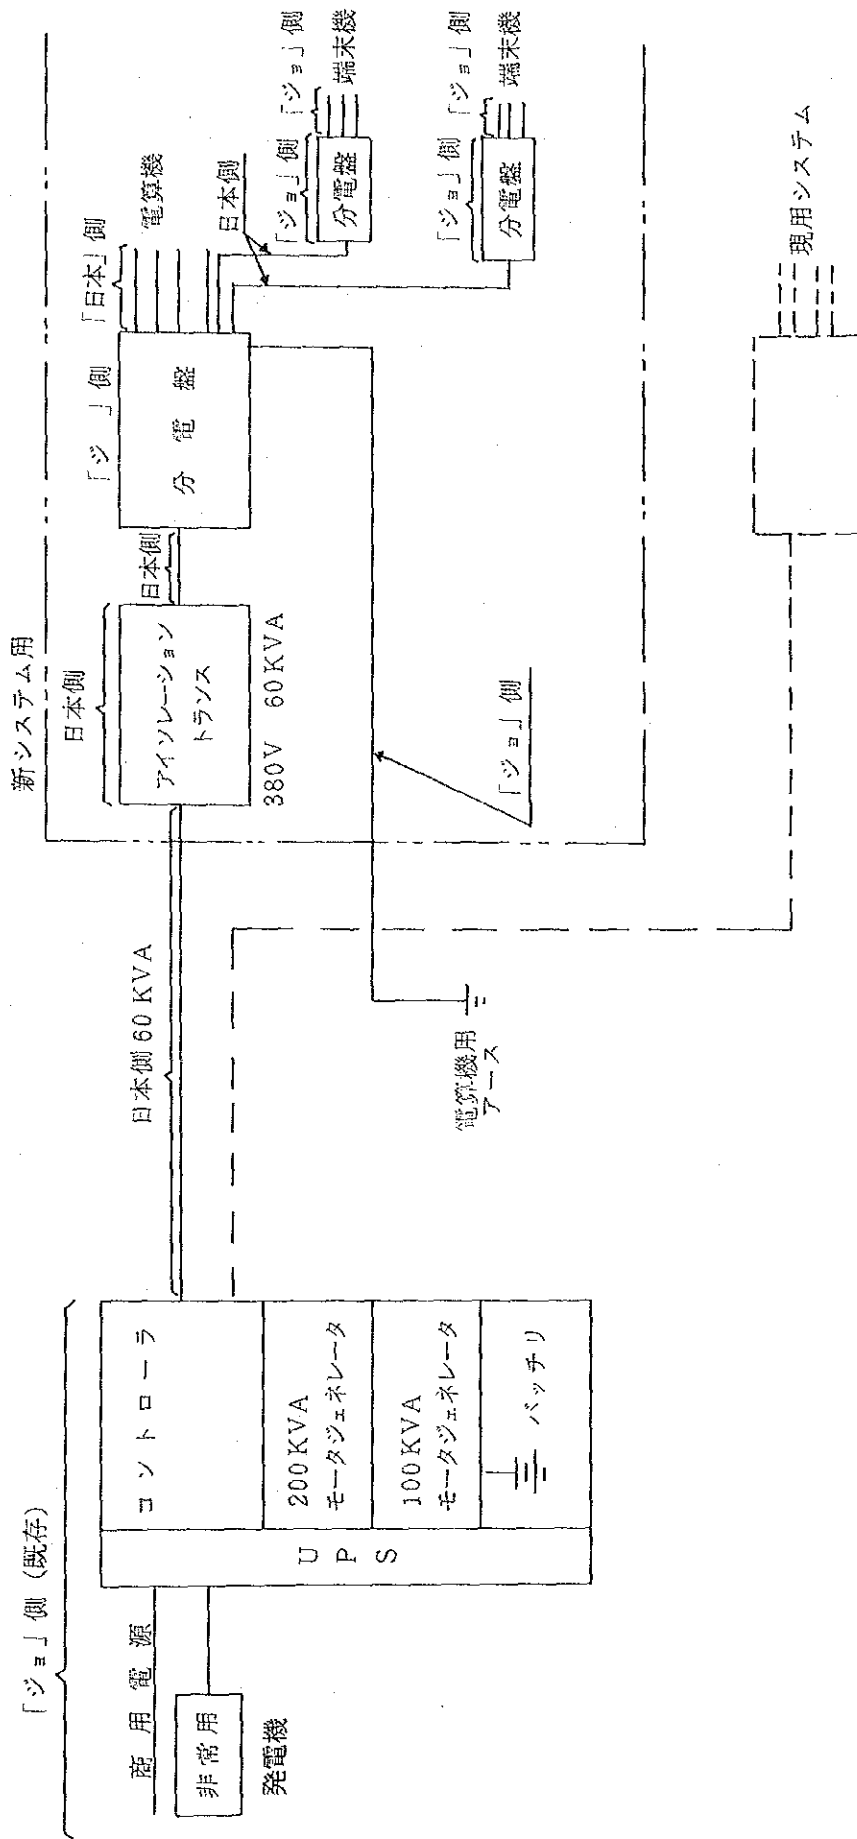 「ジョ」側 (既存)
商用電源
非常用
発電機
UPS
コントローラ
200KVA
モータジェネレータ
100KVA
モータジェネレータ
バッチリ
日本側 60 KVA
電算機用
アース
新システム用
日本側
アイソレーション
トランス
380V 60KVA
日本側
「ジョ」側
「ジ 」側
分電盤
「日本」側
電算機
日本側
「ジョ」側
分電盤
「ジョ」側
端末機
「ジョ」側
分電盤
「ジョ」側
端末機
現用システム